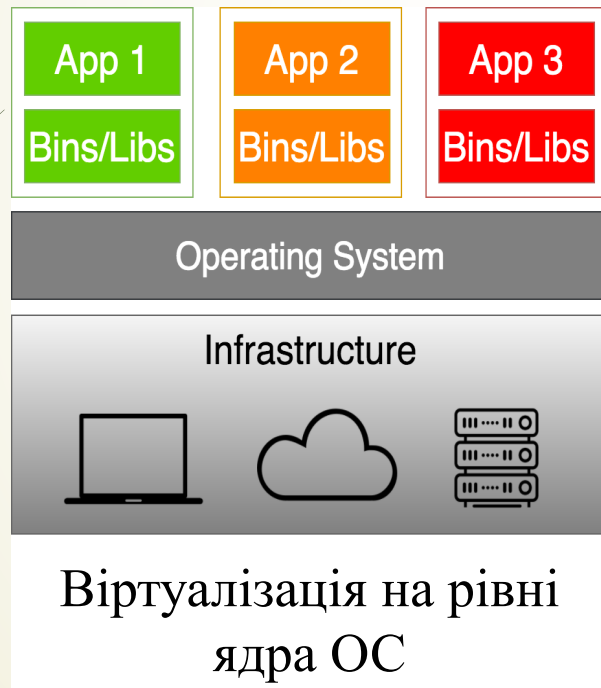 App 1 App 2 App 3
Bins/Libs Bins/Libs Bins/Libs
Operating System
Infrastructure
Віртуалізація на рівні
ядра ОС